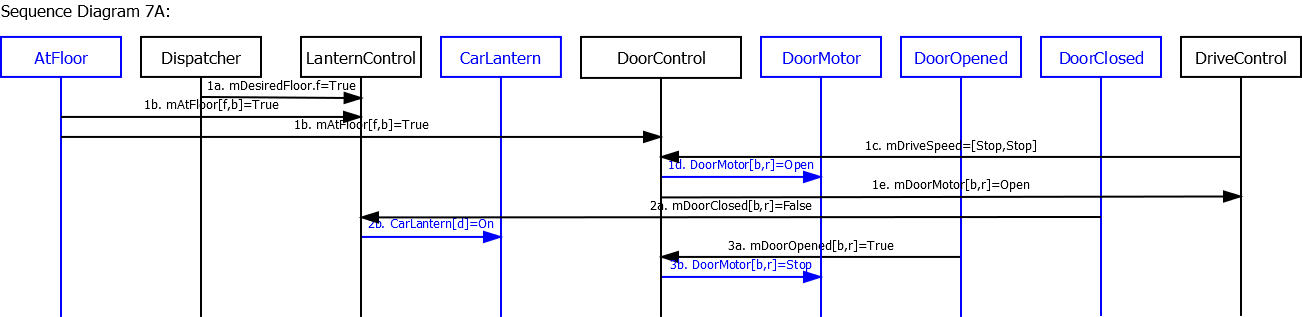 Sequence Diagram 7A:
AtFloor
Dispatcher
LanternControl
CarLantern
DoorControl
DoorMotor
DoorOpened
DoorClosed
DriveControl
1a. mDesiredFloor.f=True
1b. mAtFloor[f,b]=True
1b. mAtFloor[f,b]=True
1c. mDriveSpeed=[Stop,Stop]
1d. DoorMotor[b,r]=Open
1e. mDoorMotor[b,r]=Open
2a. mDoorClosed[b,r]=False
2b. CarLantern[d]=On
3a. mDoorOpened[b,r]=True
3b. DoorMotor[b,r]=Stop